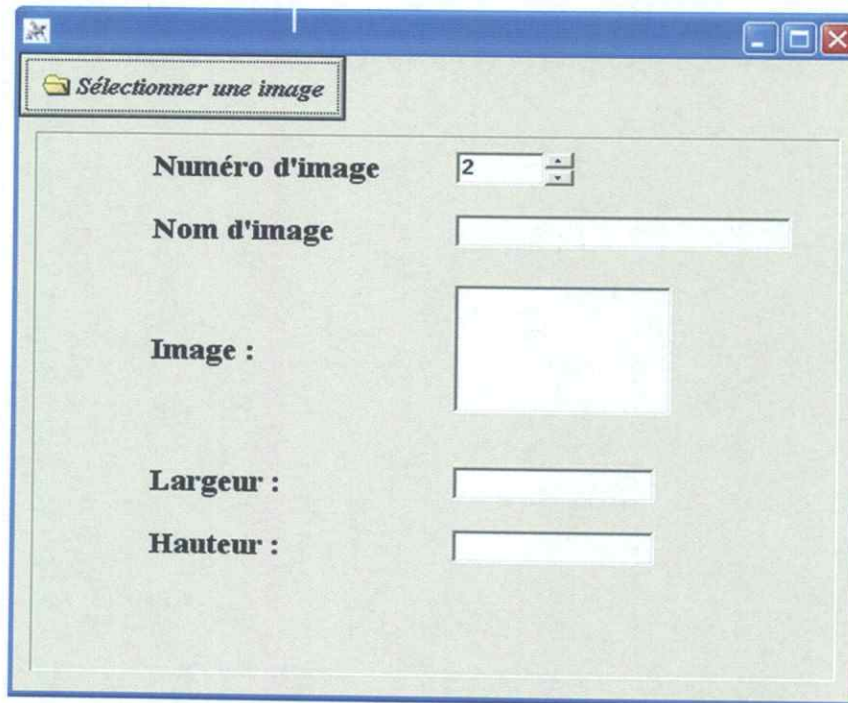 Sélectionner une image
Numéro d'image
2
Nom d'image
Image :
Largeur :
Hauteur :